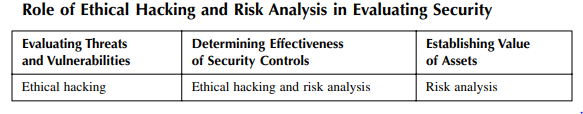 Role of Ethical Hacking and Risk Analysis in Evaluating Security
Evaluating Threats
and Vulnerabilities
Determining Effectiveness
of Security Controls
Establishing Value
of Assets
Ethical hacking
Ethical hacking and risk analysis
Risk analysis